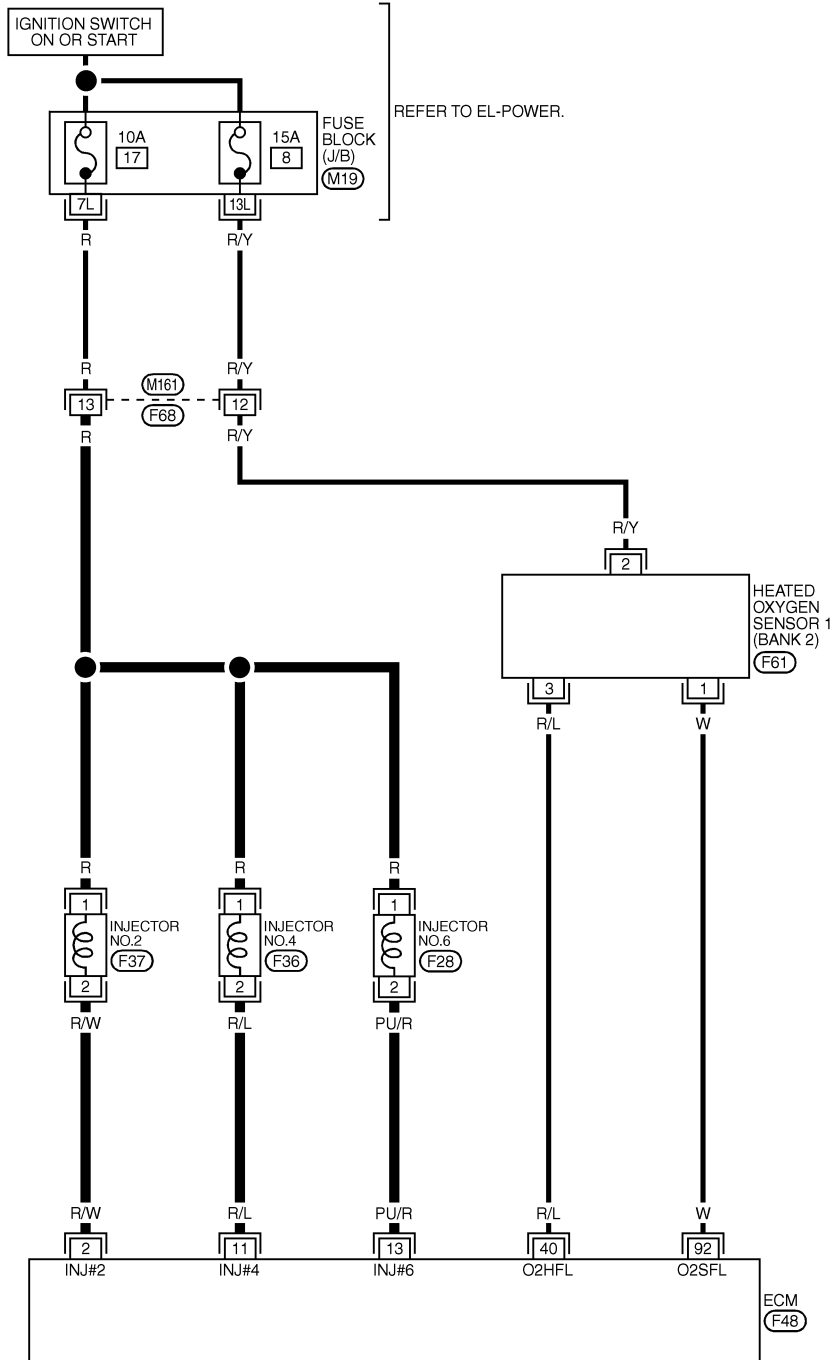 IGNITION SWITCH
ON OR START
REFER TO EL-POWER.
10A
17
15A
8
FUSE
BLOCK
(J/B)
M19
7L
13L
R
R/Y
R
R/Y
M161
13
12
F68
R
R/Y
R/Y
2
HEATED
OXYGEN
SENSOR 1
(BANK 2)
F61
3
1
R/L
W
R
R
R
1
1
1
INJECTOR
NO.2
F37
INJECTOR
NO.4
F36
INJECTOR
NO.6
F28
2
2
2
R/W
R/L
PU/R
R/W
R/L
PU/R
R/L
W
2
11
13
40
92
INJ#2
INJ#4
INJ#6
O2HFL
O2SFL
ECM
F48